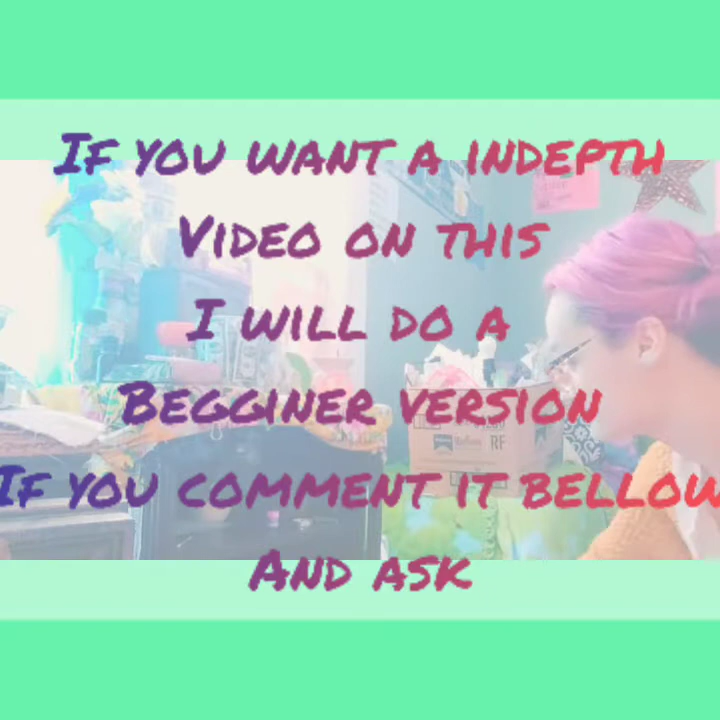 If you want a indepth
Video on this
I will do a
Begginer version
If you comment it bellow
And ask